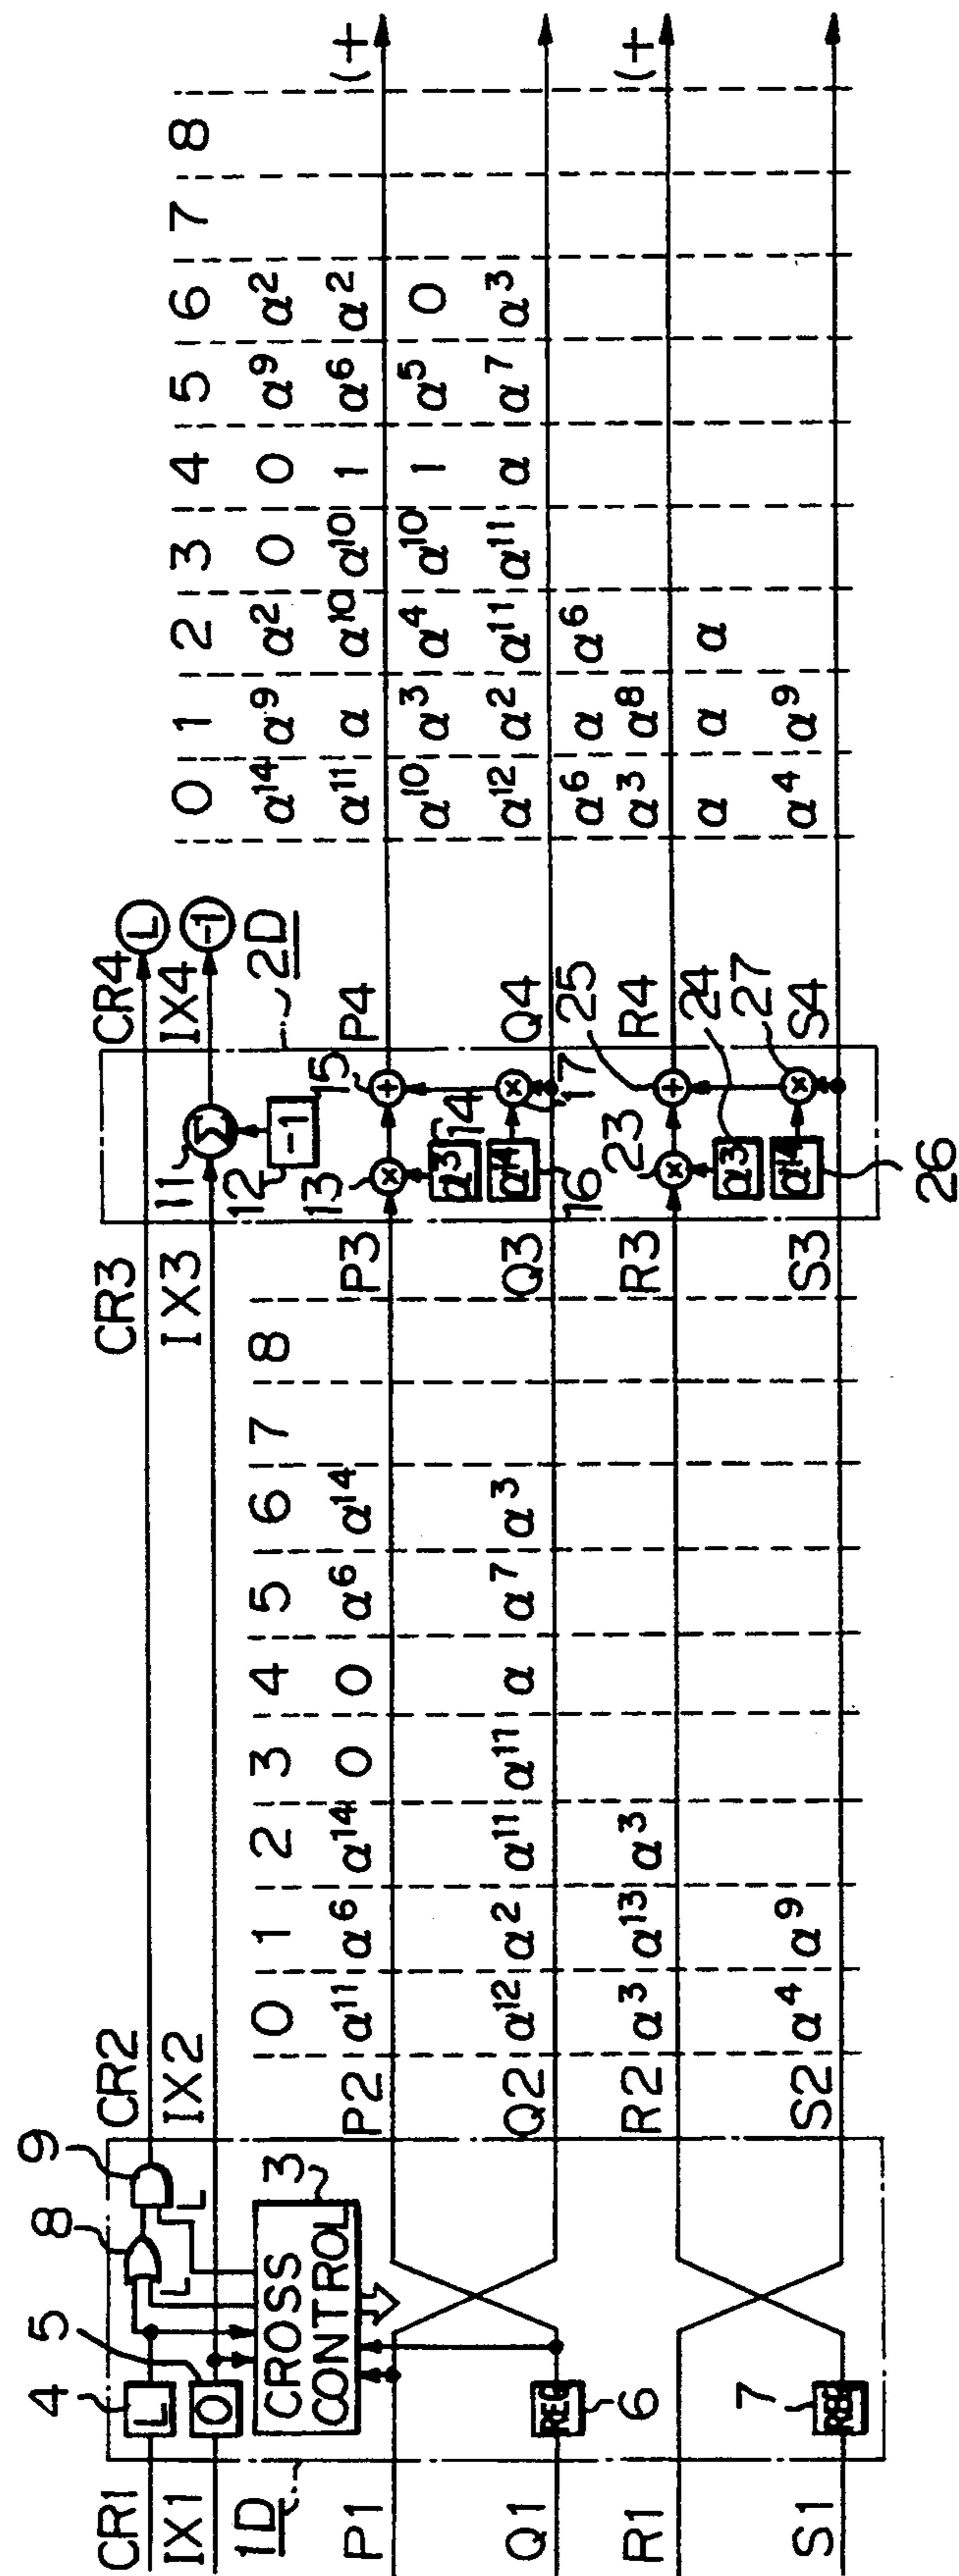 CR1
IX1
1D
P1
Q1
R1
S1
4
L
5
0
8
L
9
L
CROSS
CONTROL
3
REG
6
7
REG
CR2
IX2
P2
Q2
R2
S2
0 1 2 3 4 5 6 7 8
α¹¹ α⁶ α¹⁴ 0 0 α⁶ α¹⁴
α¹² α² α¹¹ α¹¹ α α⁷ α³
α³ α¹³ α³
α⁴ α⁹
CR3
IX3
P3
Q3
R3
S3
11
Σ
12
-1
13
×
15
+
α³
14
α¹⁴
×
16
17
23
×
25
+
α³
24
α¹⁴
×
27
26
CR4
L
IX4
-1
2D
P4
Q4
R4
S4
0 1 2 3 4 5 6 7 8
α¹⁴ α⁹ α² 0 0 α⁹ α²
α¹¹ α α¹⁰ α¹⁰ 1 α⁶ α²
α¹⁰ α³ α⁴ α¹⁰ 1 α⁵ 0
α¹² α² α¹¹ α¹¹ α α⁷ α³
α⁶ α α⁶
α³ α⁸
α α α
α⁴ α⁹
(+
(+